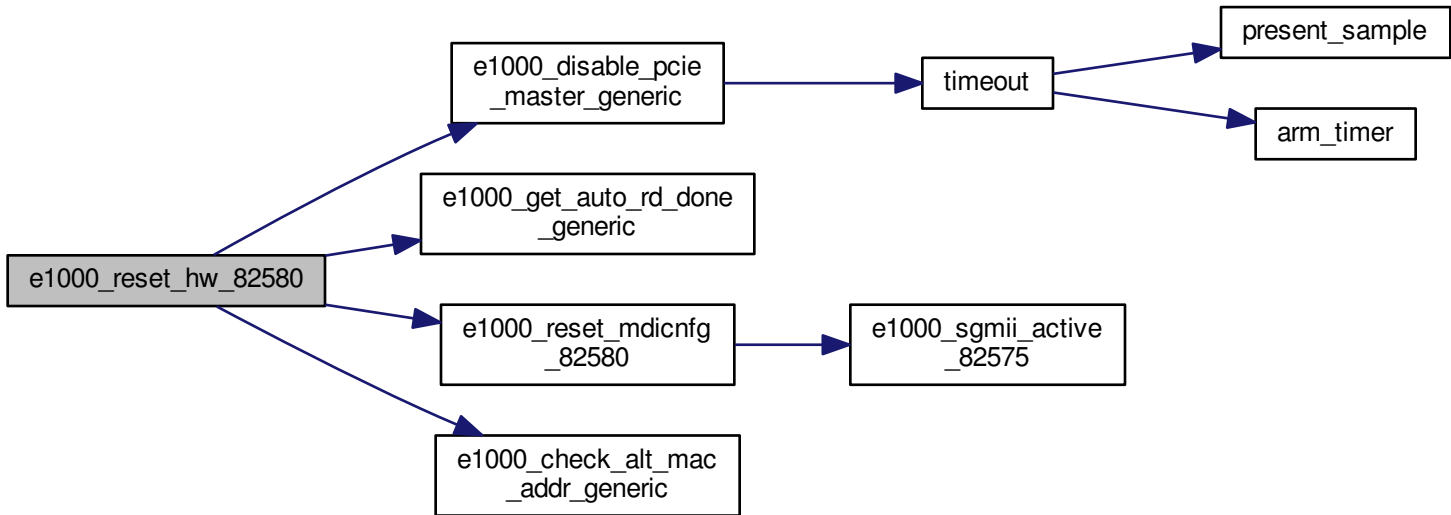 present_sample
e1000_disable_pcie
_master_generic
timeout
arm_timer
e1000_get_auto_rd_done
_generic
e1000_reset_hw_82580
e1000_reset_mdicnfg
_82580
e1000_sgmii_active
_82575
e1000_check_alt_mac
_addr_generic